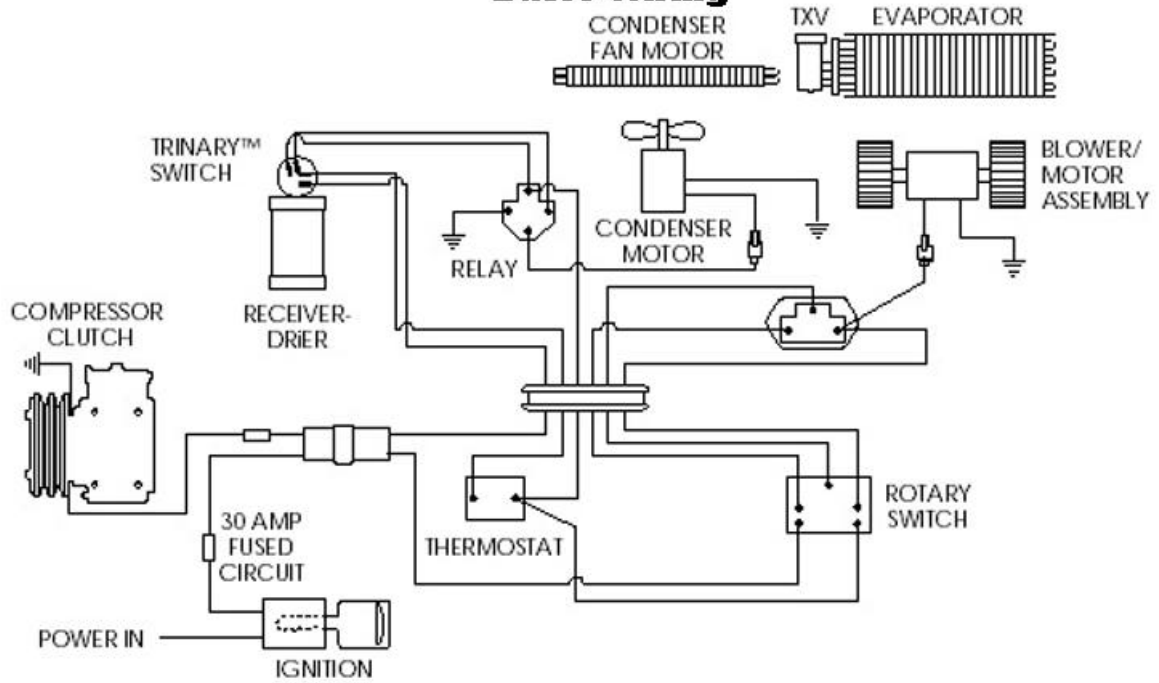 CONDENSER
FAN MOTOR
TXV
EVAPORATOR
TRINARY™
SWITCH
BLOWER/
MOTOR
ASSEMBLY
CONDENSER
MOTOR
RELAY
RECEIVER-
DRiER
COMPRESSOR
CLUTCH
ROTARY
SWITCH
30 AMP
FUSED
CIRCUIT
THERMOSTAT
POWER IN
IGNITION